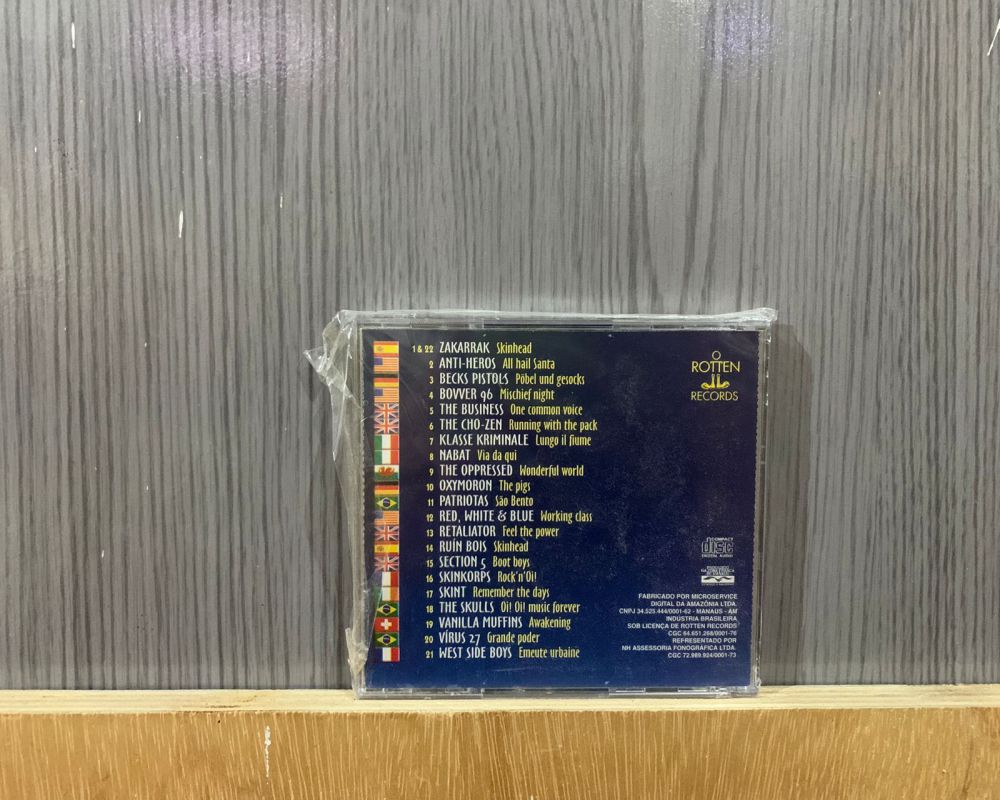 1 & 22 ZAKARRAK Skinhead
2 ANTI-HEROS All hail Santa
3 BECKS PISTOLS Pöbel und gesocks
4 BOVVER 96 Mischief night
5 THE BUSINESS One common voice
6 THE CHO-ZEN Running with the pack
7 KLASSE KRIMINALE Lungo il fiume
8 NABAT Via da qui
9 THE OPPRESSED Wonderful world
10 OXYMORON The pigs
11 PATRIOTAS São Bento
12 RED, WHITE & BLUE Working class
13 RETALIATOR Feel the power
14 RUÍN BOIS Skinhead
15 SECTION 5 Boot boys
16 SKINKORPS Rock'n'Oi!
17 SKINT Remember the days
18 THE SKULLS Oi! Oi! music forever
19 VANILLA MUFFINS Awakening
20 VÍRUS 27 Grande poder
21 WEST SIDE BOYS Emeute urbaine
ROTTEN
RECORDS
COMPACT
disc
DIGITAL AUDIO
FABRICADO POR MICROSERVICE
DIGITAL DA AMAZÔNIA LTDA.
CNPJ 34.525.444/0001-62 - MANAUS - AM
INDÚSTRIA BRASILEIRA
SOB LICENÇA DE ROTTEN RECORDS
CGC 64.651.268/0001-76
REPRESENTADO POR
NH ASSESSORIA FONOGRÁFICA LTDA.
CGC 72.989.924/0001-73